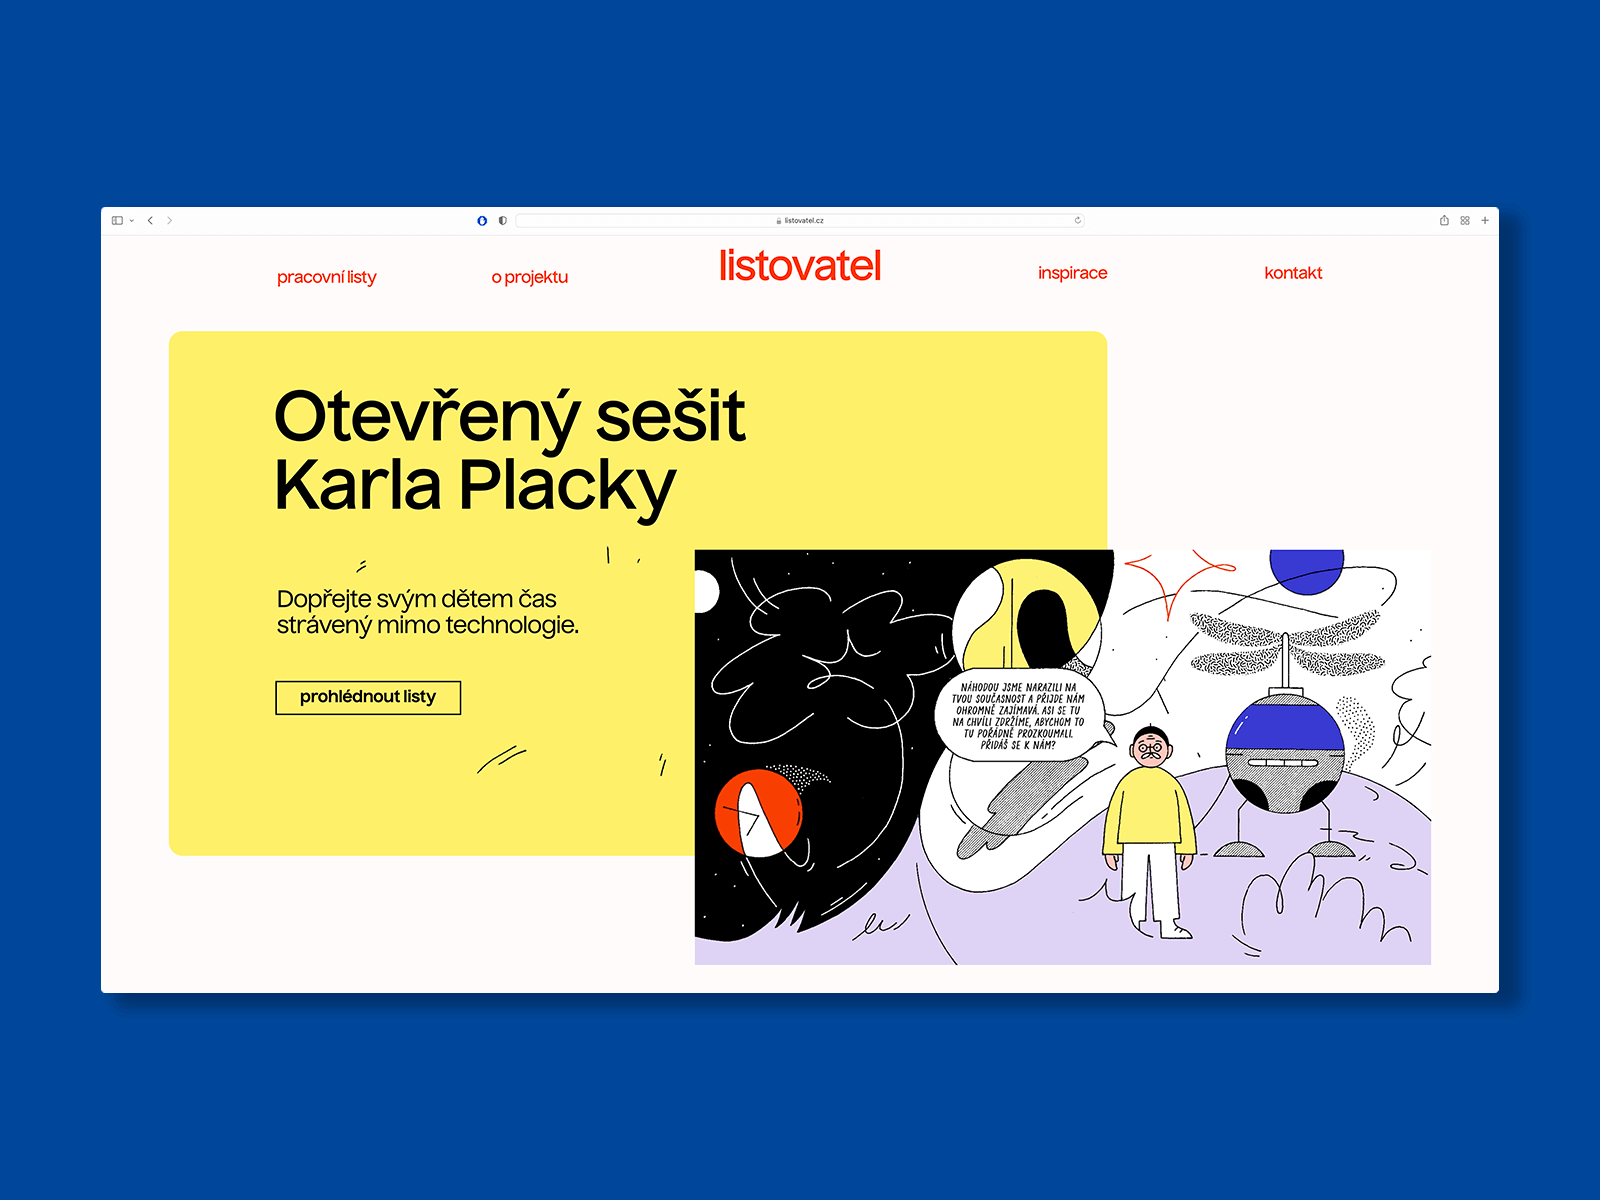 listovatel.cz
pracovní listy
o projektu
listovatel
inspirace
kontakt
Otevřený sešit
Karla Placky
Dopřejte svým dětem čas
strávený mimo technologie.
prohlédnout listy
NÁHODOU JSME NARAZILI NA
TVOU SOUČASNOST A PŘIJDE NÁM
OHROMNĚ ZAJÍMAVÁ. ASI SE TU
NA CHVÍLI ZDRŽÍME, ABYCHOM TO
TU POŘÁDNĚ PROZKOUMALI.
PŘIDÁŠ SE K NÁM?